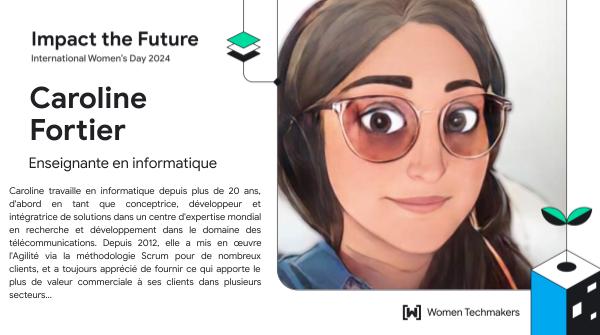 Impact the Future
International Women's Day 2024
Caroline
Fortier
Enseignante en informatique
Caroline travaille en informatique depuis plus de 20 ans,
d'abord en tant que conceptrice, développeur et
intégratrice de solutions dans un centre d'expertise mondial
en recherche et développement dans le domaine des
télécommunications. Depuis 2012, elle a mis en œuvre
l'Agilité via la méthodologie Scrum pour de nombreux
clients, et a toujours apprécié de fournir ce qui apporte le
plus de valeur commerciale à ses clients dans plusieurs
secteurs...
[W] Women Techmakers